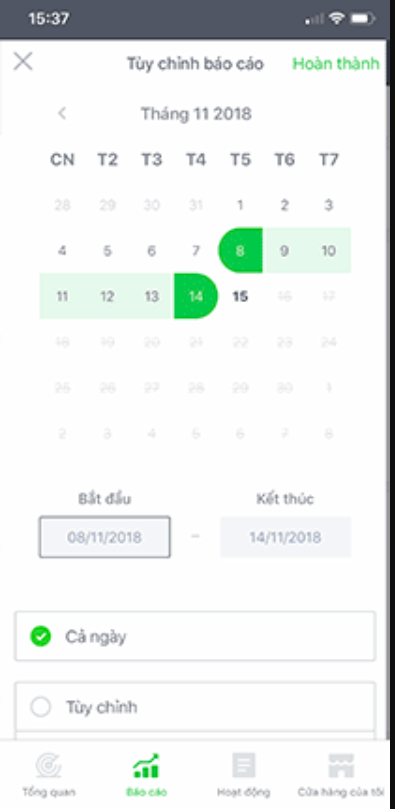 15:37
Tùy chỉnh báo cáo Hoàn thành
Tháng 11 2018
CN T2 T3 T4 T5 T6 T7
28 29 30 31 1 2 3
4 5 6 7 8 9 10
11 12 13 14 15 16 17
18 19 20 21 22 23 24
25 26 27 28 29 30 1
2 3 4 5 6 7 8
Bắt đầu Kết thúc
08/11/2018 – 14/11/2018
Cả ngày
Tùy chỉnh
Tổng quan Báo cáo Hoạt động Cửa hàng của tôi